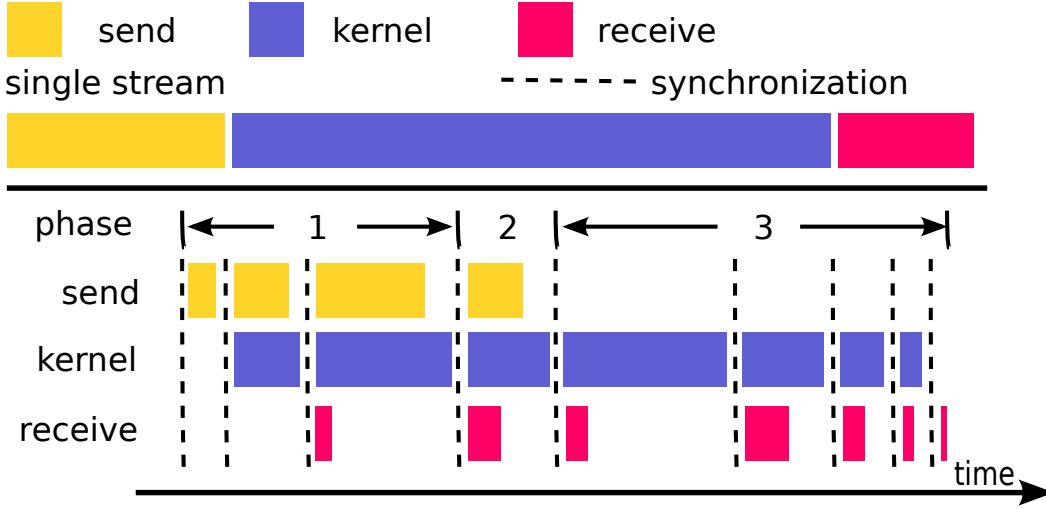 send kernel receive
single stream synchronization
phase 1 2 3
send
kernel
receive
time